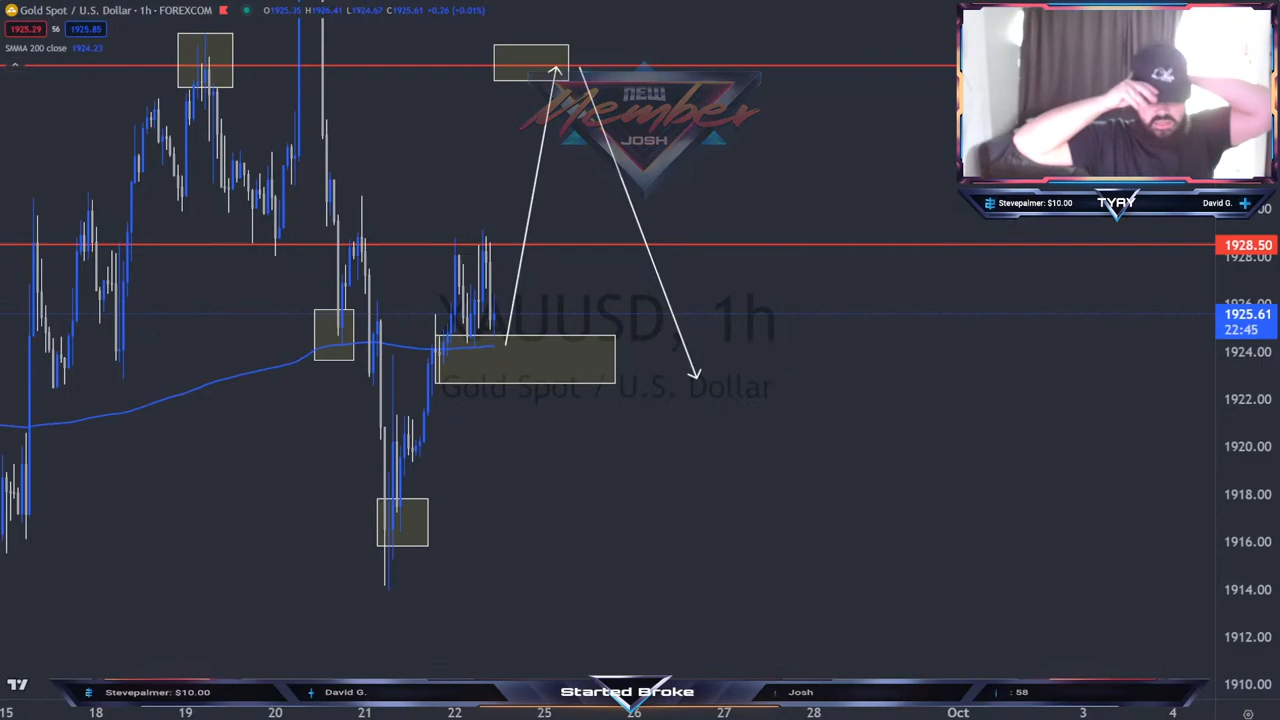 Gold Spot / U.S. Dollar · 1h · FOREXCOM
O1925.35 H1926.41 L1924.67 C1925.61 +0.26 (+0.01%)
1925.29 56 1925.85
SMMA 200 close 1924.23
NEW
Member
JOSH
Stevepalmer: $10.00
TYAY
David G.
1928.50
1928.00
1925.61
22:45
1924.00
1922.00
1920.00
1918.00
1916.00
1914.00
1912.00
1910.00
XAUUSD, 1h
Gold Spot / U.S. Dollar
Stevepalmer: $10.00
David G.
Started Broke
Josh
: 58
15 18 19 20 21 22 25 26 27 28 Oct 3 4